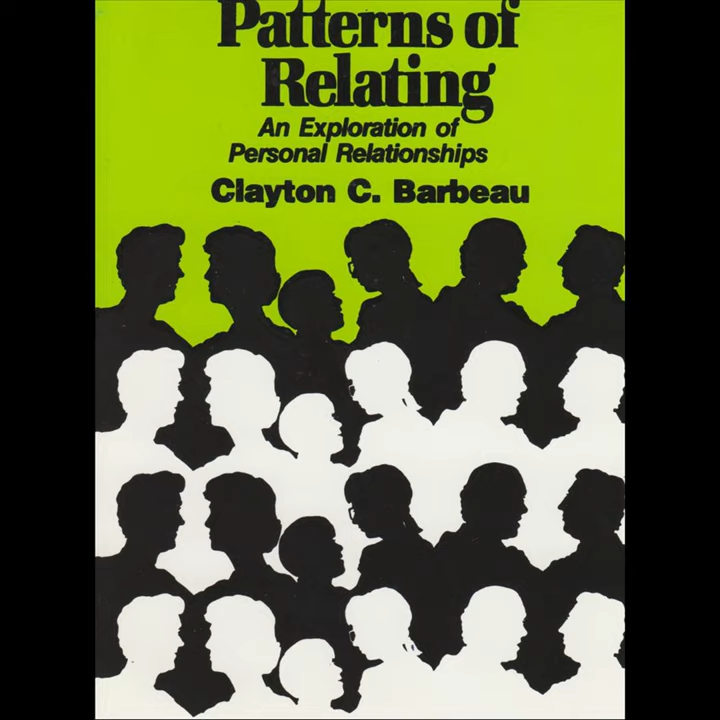 Patterns of
Relating
An Exploration of
Personal Relationships
Clayton C. Barbeau